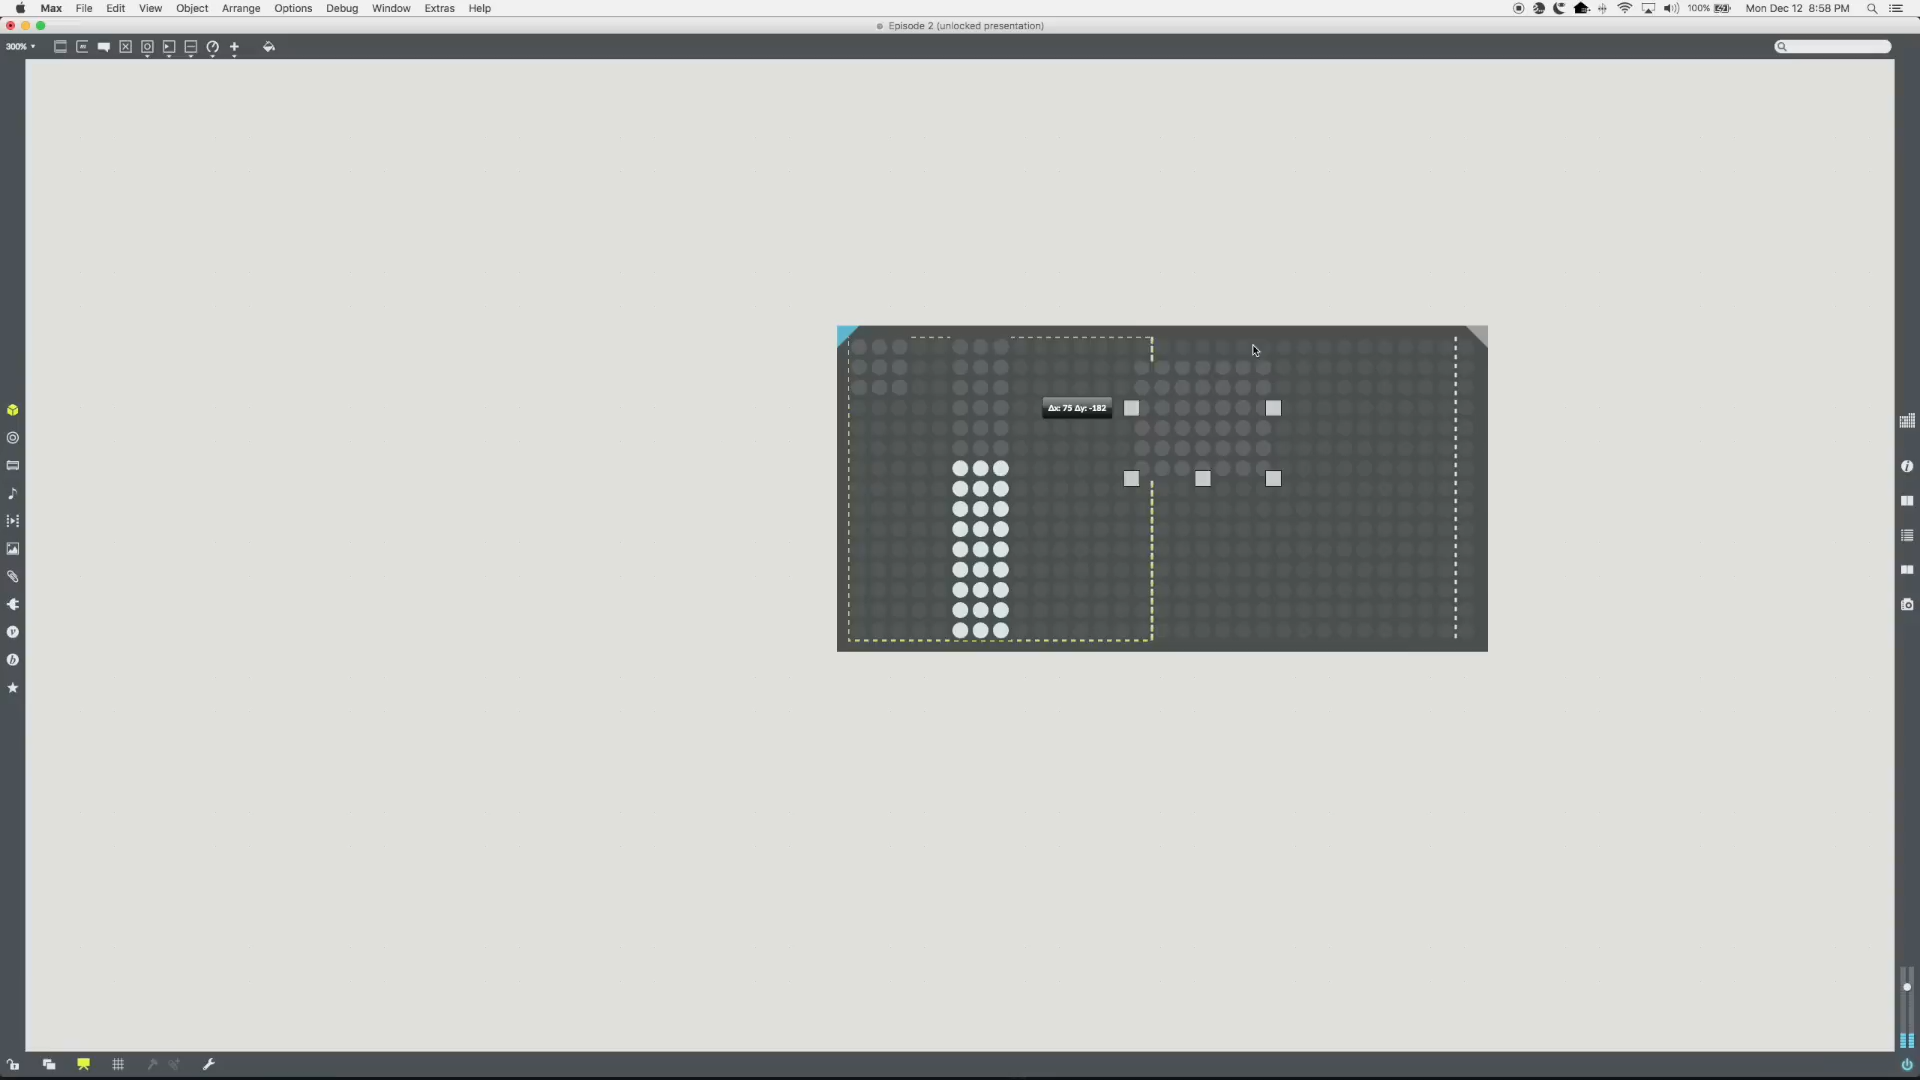 Max File Edit View Object Arrange Options Debug Window Extras Help 100% Mon Dec 12 8:58 PM
Episode 2 (unlocked presentation)
300%
Δx: 75 Δy: -182